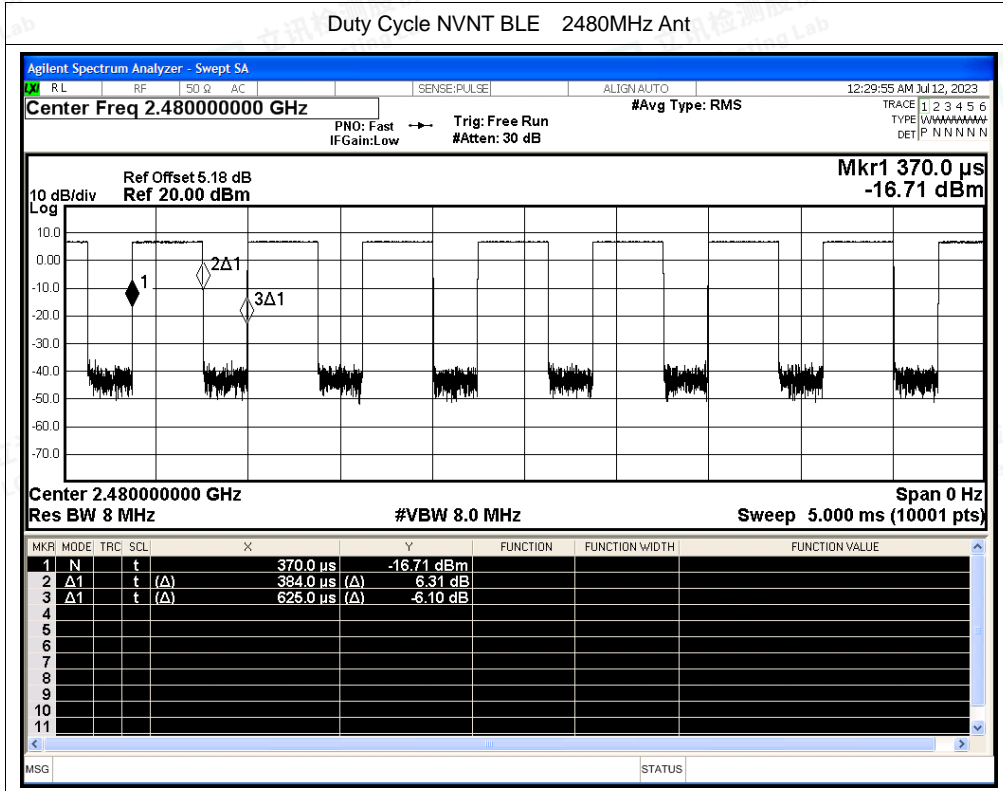 Duty Cycle NVNT BLE 2480MHz Ant
Agilent Spectrum Analyzer - Swept SA
LXI RL RF 50 Ω AC SENSE:PULSE ALIGN AUTO 12:29:55 AM Jul 12, 2023
Center Freq 2.480000000 GHz #Avg Type: RMS TRACE 1 2 3 4 5 6
PNO: Fast Trig: Free Run TYPE
IFGain:Low #Atten: 30 dB DET P N N N N N
Mkr1 370.0 µs
Ref Offset 5.18 dB
-16.71 dBm
10 dB/div Ref 20.00 dBm
Log
10.0
0.00
-10.0
-20.0
-30.0
-40.0
-50.0
-60.0
-70.0
1
2Δ1
3Δ1
Center 2.480000000 GHz Span 0 Hz
Res BW 8 MHz #VBW 8.0 MHz Sweep 5.000 ms (10001 pts)
MKR MODE TRC SCL X Y FUNCTION FUNCTION WIDTH FUNCTION VALUE
1 N t 370.0 µs -16.71 dBm
2 Δ1 t (Δ) 384.0 µs (Δ) 6.31 dB
3 Δ1 t (Δ) 625.0 µs (Δ) -6.10 dB
4
5
6
7
8
9
10
11
MSG STATUS